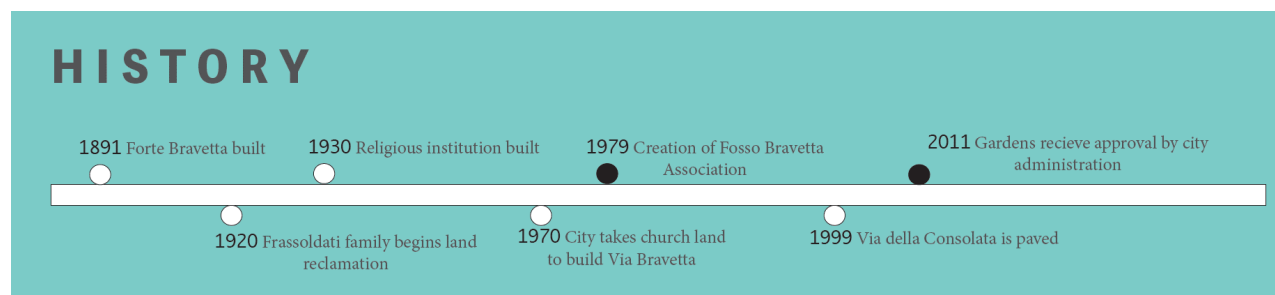 HISTORY
1891 Forte Bravetta built
1930 Religious institution built
1979 Creation of Fosso Bravetta
Association
2011 Gardens recieve approval by city
administration
1920 Frassoldati family begins land
reclamation
1970 City takes church land
to build Via Bravetta
1999 Via della Consolata is paved